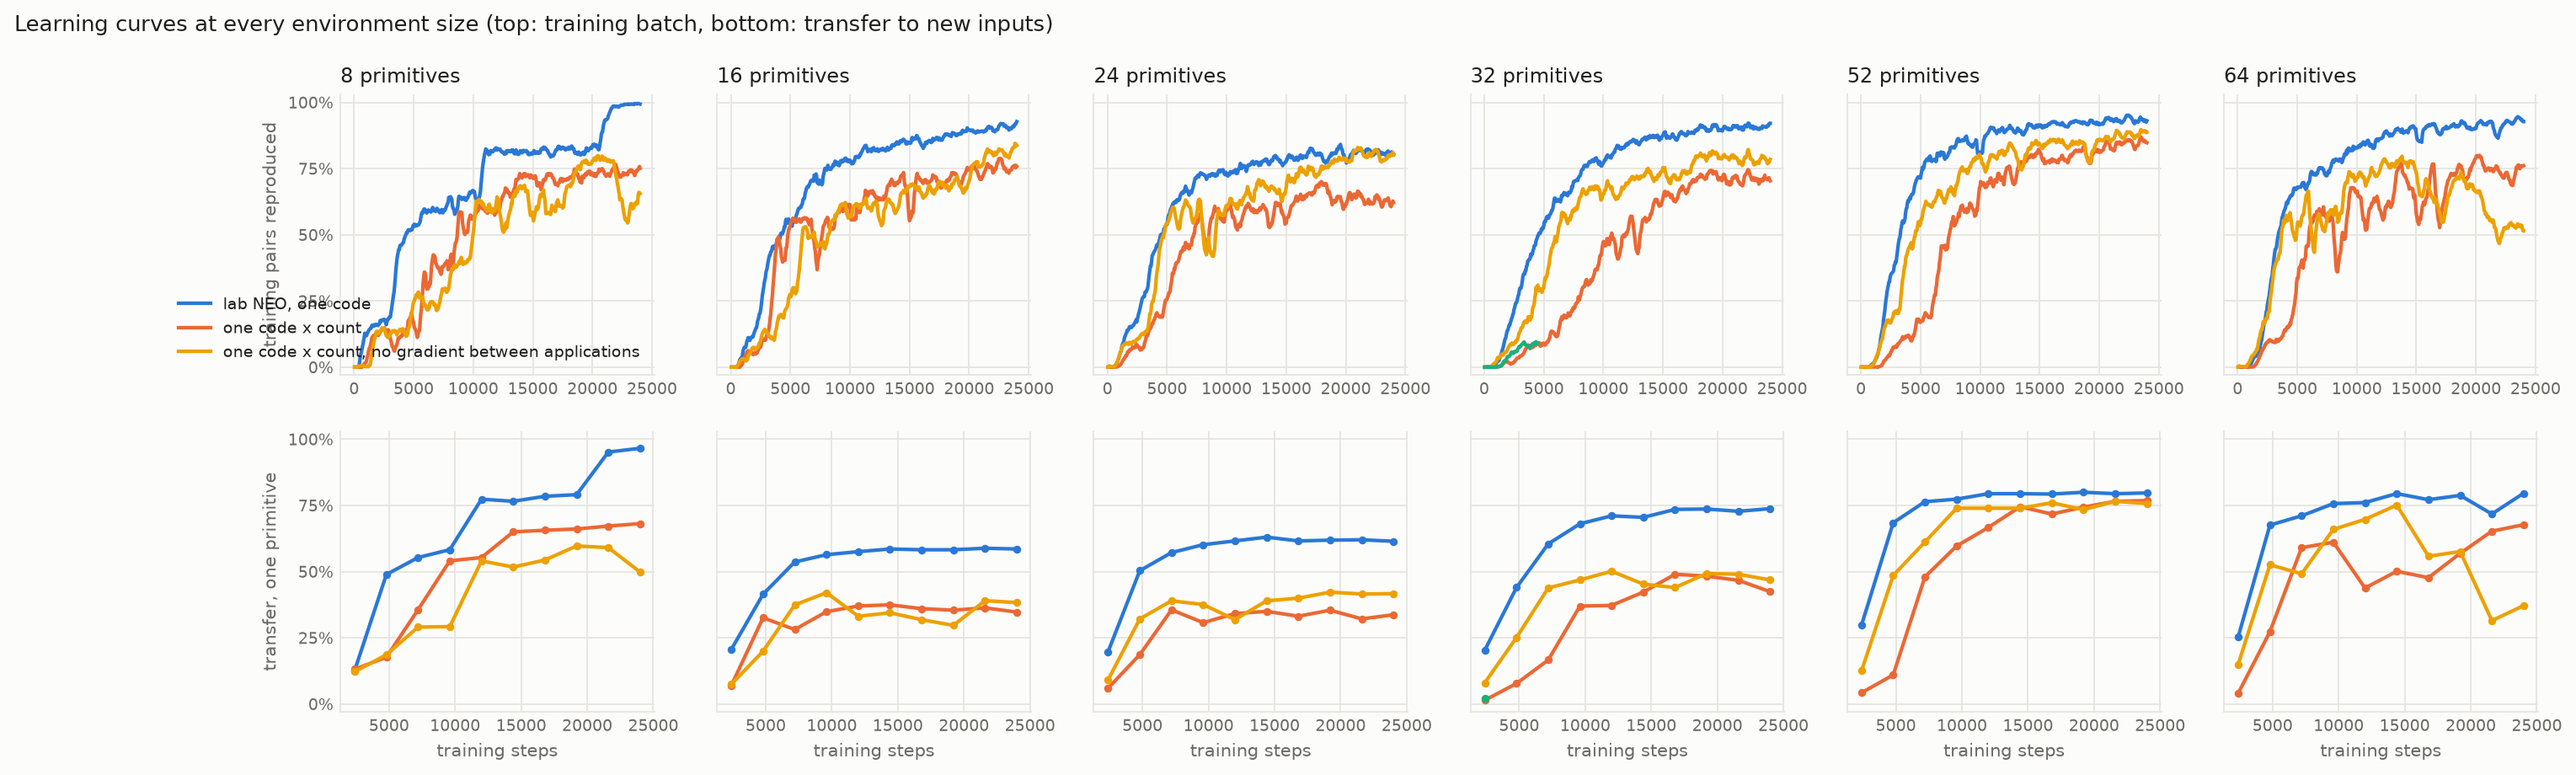 Learning curves at every environment size (top: training batch, bottom: transfer to new inputs)
8 primitives
16 primitives
24 primitives
32 primitives
52 primitives
64 primitives
training pairs reproduced
100%
75%
50%
25%
0%
lab NEO, one code
one code x count
one code x count, no gradient between applications
0 5000 10000 15000 20000 25000
0 5000 10000 15000 20000 25000
0 5000 10000 15000 20000 25000
0 5000 10000 15000 20000 25000
0 5000 10000 15000 20000 25000
0 5000 10000 15000 20000 25000
transfer, one primitive
100%
75%
50%
25%
0%
5000 10000 15000 20000 25000
5000 10000 15000 20000 25000
5000 10000 15000 20000 25000
5000 10000 15000 20000 25000
5000 10000 15000 20000 25000
5000 10000 15000 20000 25000
training steps
training steps
training steps
training steps
training steps
training steps